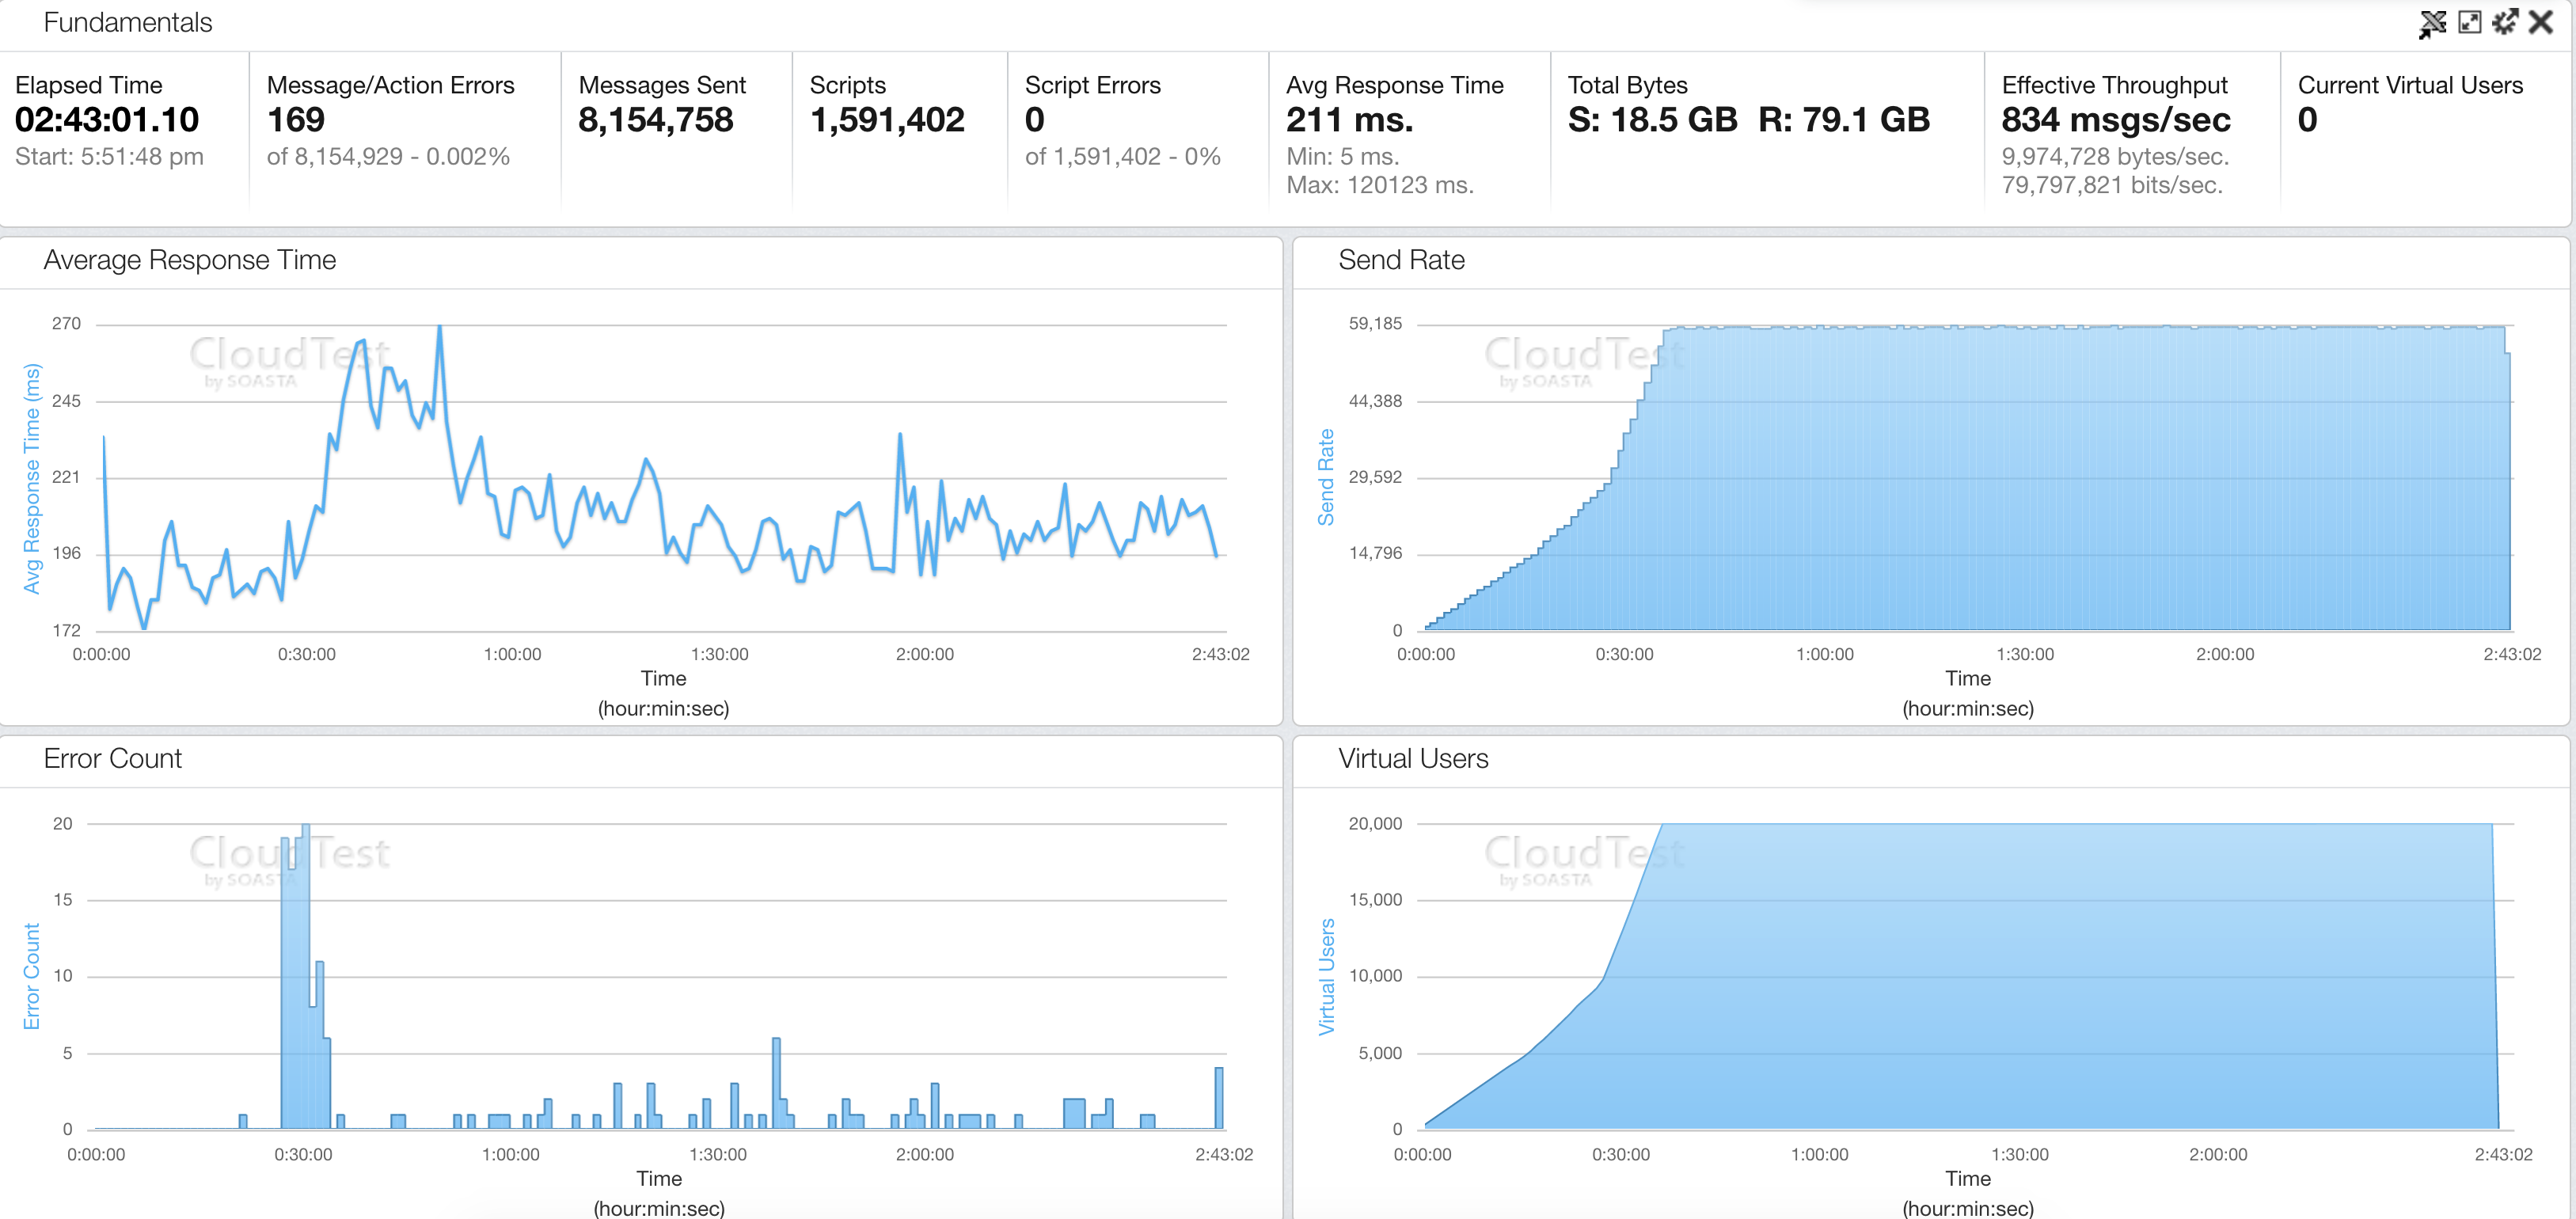 Fundamentals
Elapsed Time
02:43:01.10
Start: 5:51:48 pm
Message/Action Errors
169
of 8,154,929 - 0.002%
Messages Sent
8,154,758
Scripts
1,591,402
Script Errors
0
of 1,591,402 - 0%
Avg Response Time
211 ms.
Min: 5 ms.
Max: 120123 ms.
Total Bytes
S: 18.5 GB R: 79.1 GB
Effective Throughput
834 msgs/sec
9,974,728 bytes/sec.
79,797,821 bits/sec.
Current Virtual Users
0
Average Response Time
CloudTest
by SOASTA
Avg Response Time (ms)
270
245
221
196
172
0:00:00 0:30:00 1:00:00 1:30:00 2:00:00 2:43:02
Time
(hour:min:sec)
Send Rate
CloudTest
by SOASTA
Send Rate
59,185
44,388
29,592
14,796
0
0:00:00 0:30:00 1:00:00 1:30:00 2:00:00 2:43:02
Time
(hour:min:sec)
Error Count
CloudTest
by SOASTA
Error Count
20
15
10
5
0
0:00:00 0:30:00 1:00:00 1:30:00 2:00:00 2:43:02
Time
(hour:min:sec)
Virtual Users
CloudTest
by SOASTA
Virtual Users
20,000
15,000
10,000
5,000
0
0:00:00 0:30:00 1:00:00 1:30:00 2:00:00 2:43:02
Time
(hour:min:sec)